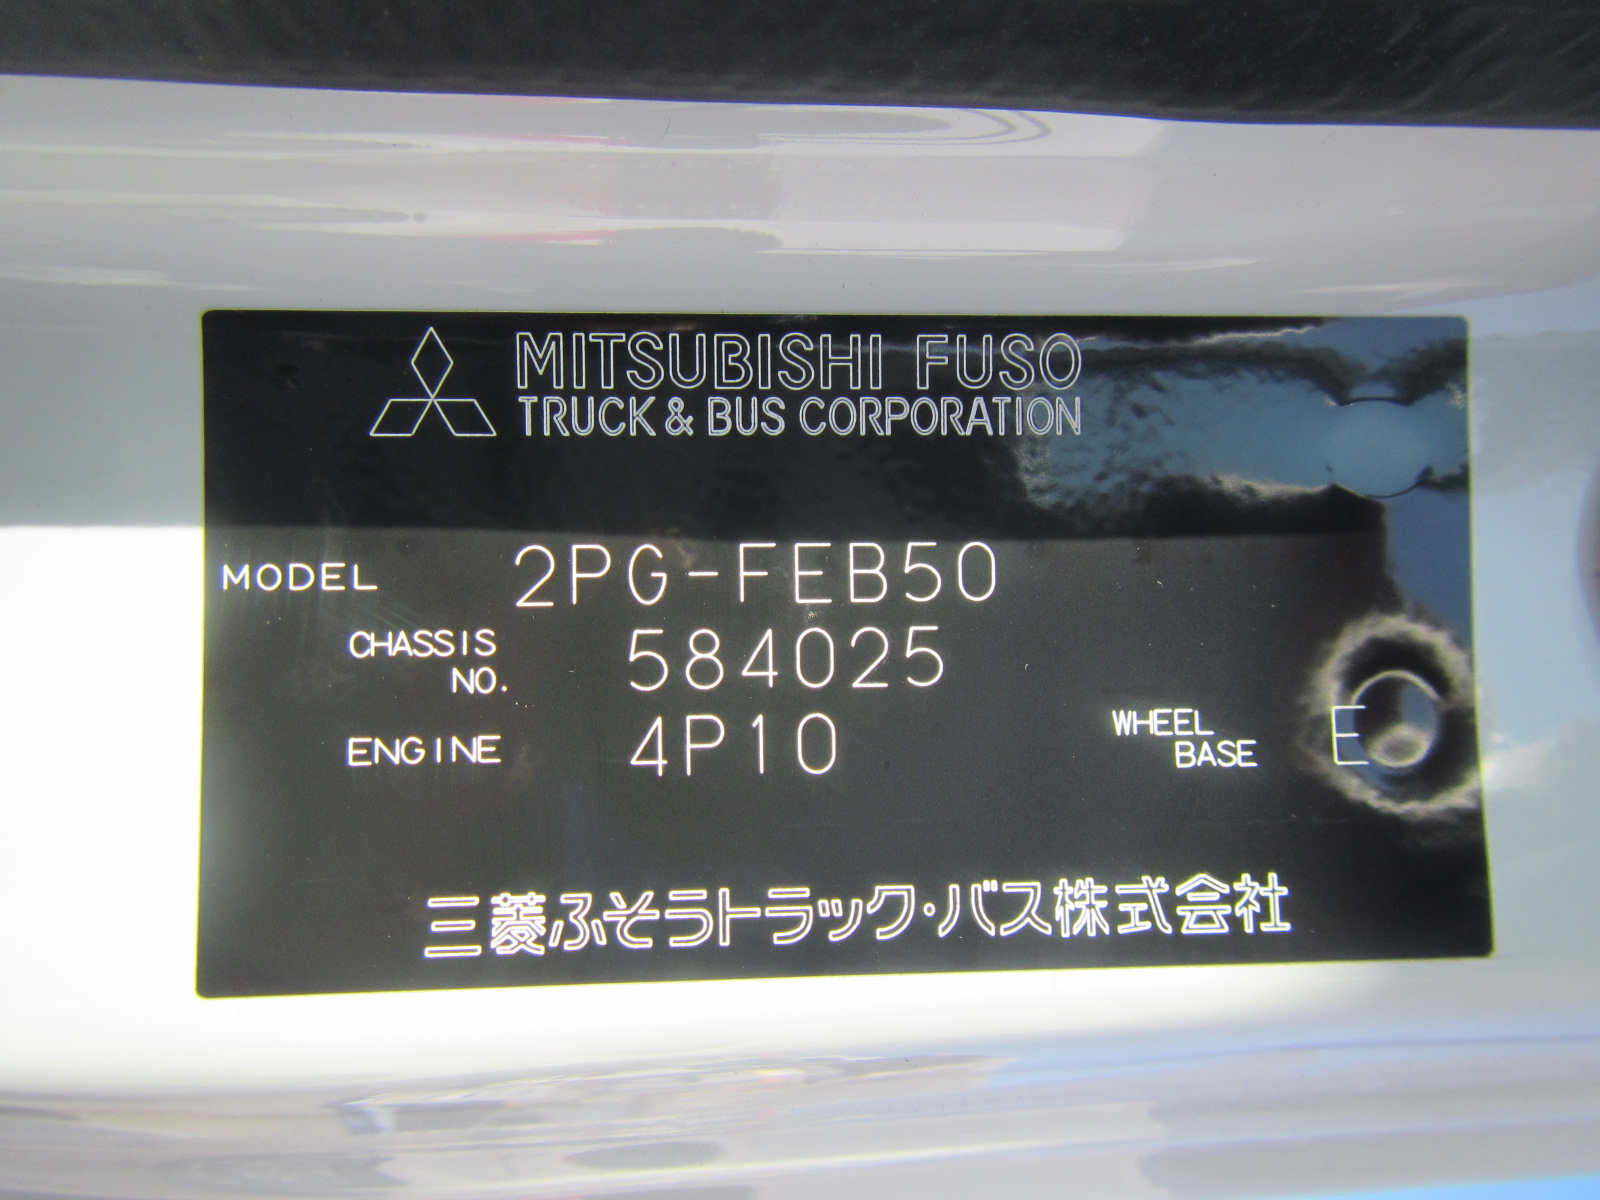 MITSUBISHI FUSO
TRUCK & BUS CORPORATION
MODEL 2PG-FEB50
CHASSIS NO. 584025
ENGINE 4P10 WHEEL BASE E
三菱ふそうトラック・バス株式会社